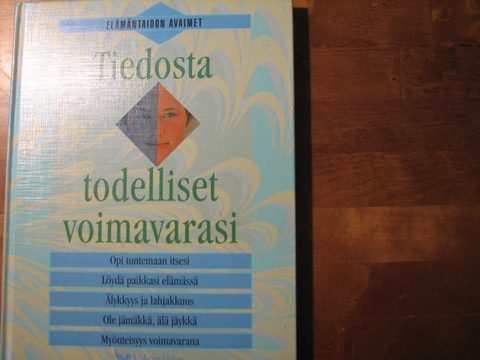 ELÄMÄNTAIDON AVAIMET
Tiedosta
todelliset
voimavarasi
Opi tuntemaan itsesi
Löydä paikkasi elämässä
Älykkyys ja lahjakkuus
Ole jämäkkä, älä jäykkä
Myönteisyys voimavarana